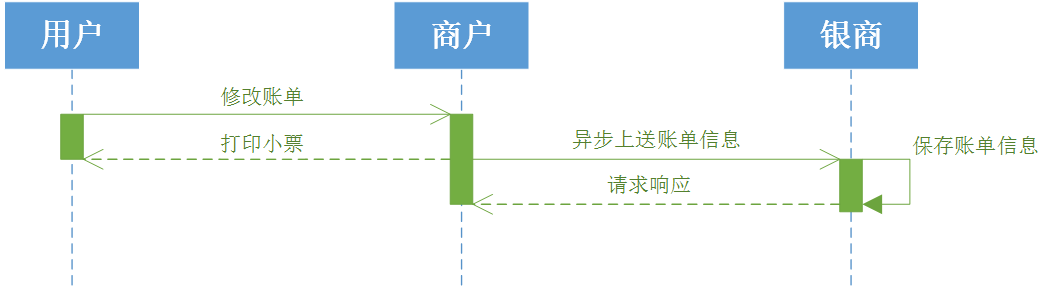 用户
商户
银商
修改账单
打印小票
异步上送账单信息
保存账单信息
请求响应